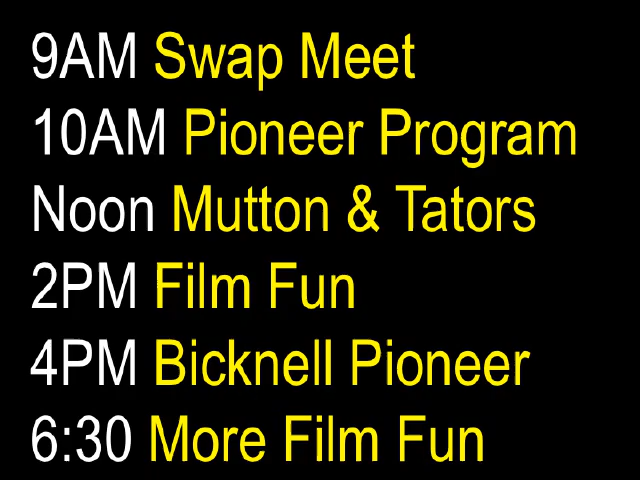 9AM Swap Meet
10AM Pioneer Program
Noon Mutton & Tators
2PM Film Fun
4PM Bicknell Pioneer
6:30 More Film Fun